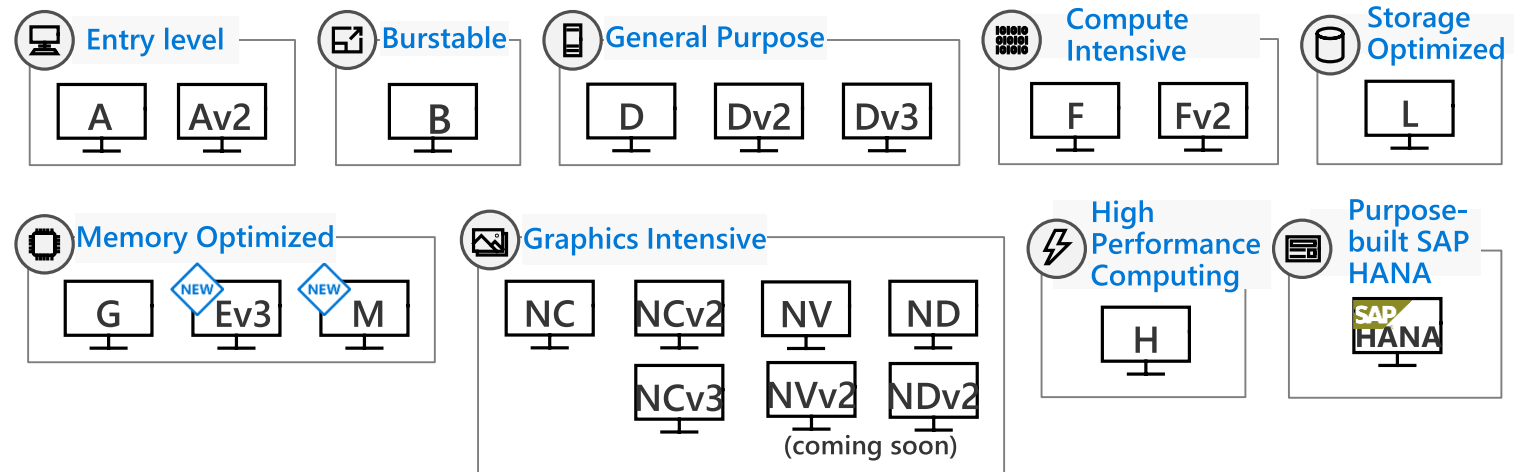 Entry level
A
Av2
Burstable
B
General Purpose
D
Dv2
Dv3
Compute
Intensive
F
Fv2
Storage
Optimized
L
Memory Optimized
G
NEW
Ev3
NEW
M
Graphics Intensive
NC
NCv2
NV
ND
NCv3
NVv2
NDv2
(coming soon)
High
Performance
Computing
H
Purpose-
built SAP
HANA
SAP
HANA